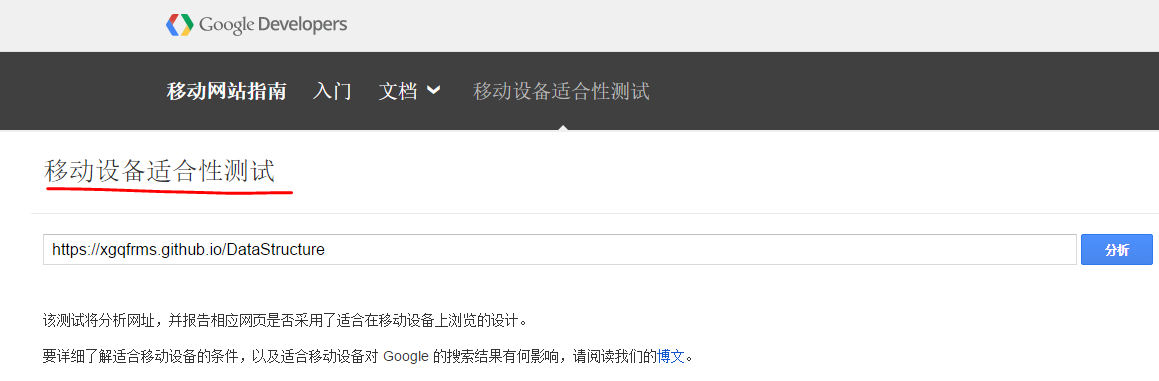 Google Developers
移动网站指南 入门 文档 移动设备适合性测试
移动设备适合性测试
https://xgqfrms.github.io/DataStructure 分析
该测试将分析网址，并报告相应网页是否采用了适合在移动设备上浏览的设计。
要详细了解适合移动设备的条件，以及适合移动设备对 Google 的搜索结果有何影响，请阅读我们的博文。